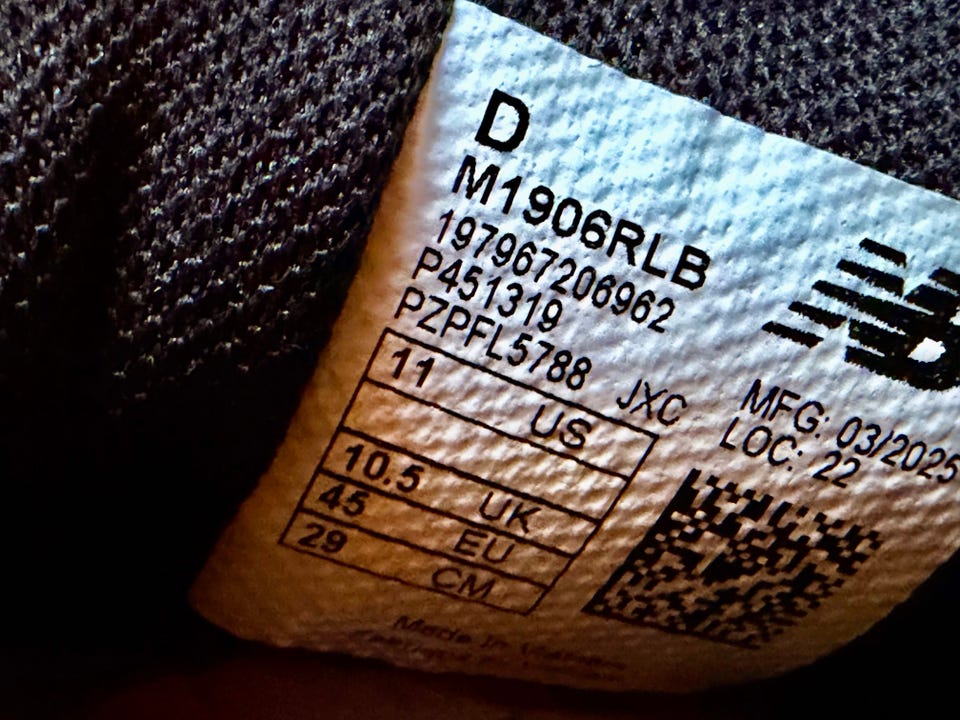 D
M1906RLB
197967206962
P451319
PZPFL5788 JXC
MFG: 03/2025
LOC: 22
11 US
10.5 UK
45 EU
29 CM
Made in Vietnam